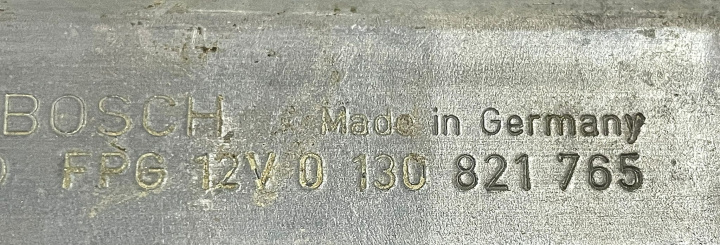 BOSCH Made in Germany
FPG 12V 0 130 821 765